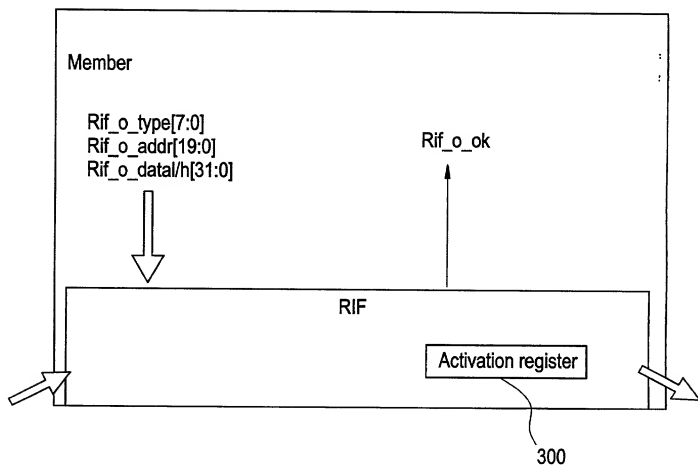 Member
Rif_o_type[7:0]
Rif_o_addr[19:0]
Rif_o_datal/h[31:0]
Rif_o_ok
RIF
Activation register
300